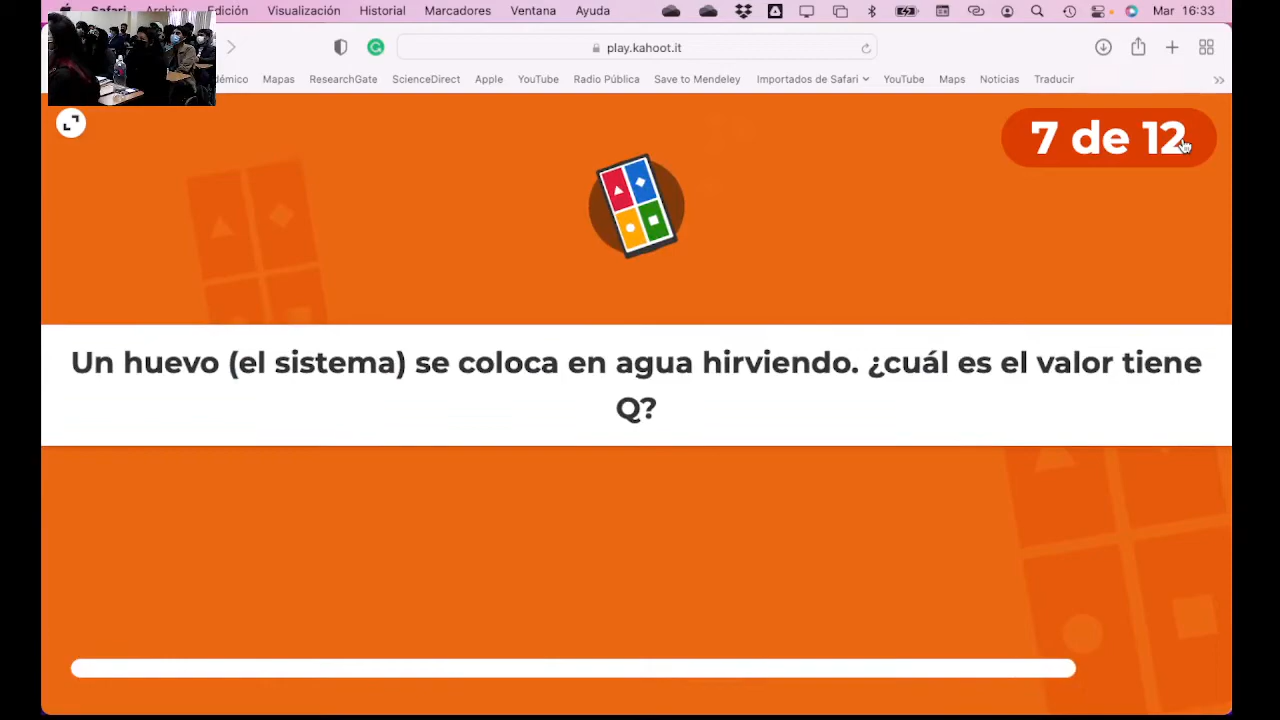 Safari Archivo Edición Visualización Historial Marcadores Ventana Ayuda Mar 16:33
play.kahoot.it
Mapas ResearchGate ScienceDirect Apple YouTube Radio Pública Save to Mendeley Importados de Safari YouTube Maps Noticias Traducir
7 de 12
Un huevo (el sistema) se coloca en agua hirviendo. ¿cuál es el valor tiene
Q?